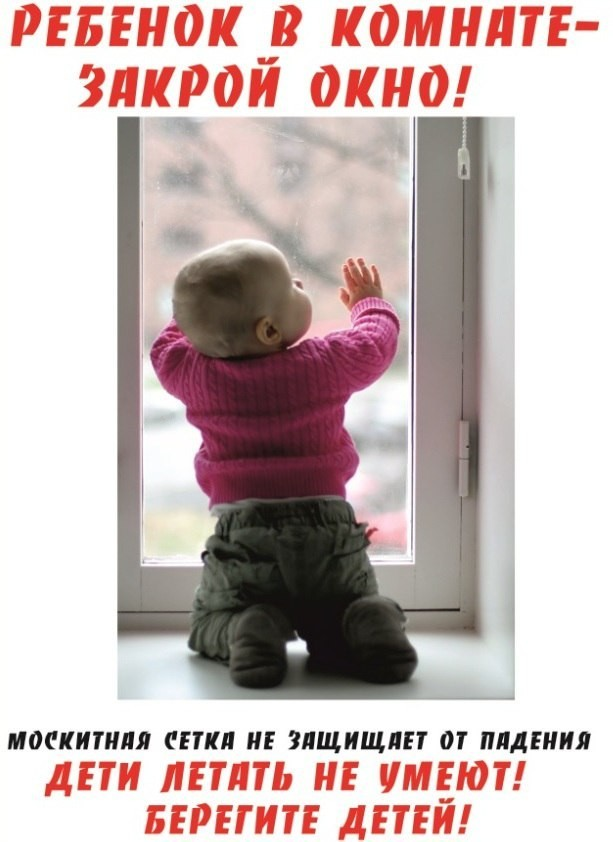 РЕБЕНОК В КОМНАТЕ-
ЗАКРОЙ ОКНО!
МОСКИТНАЯ СЕТКА НЕ ЗАЩИЩАЕТ ОТ ПАДЕНИЯ
ДЕТИ ЛЕТАТЬ НЕ УМЕЮТ!
БЕРЕГИТЕ ДЕТЕЙ!